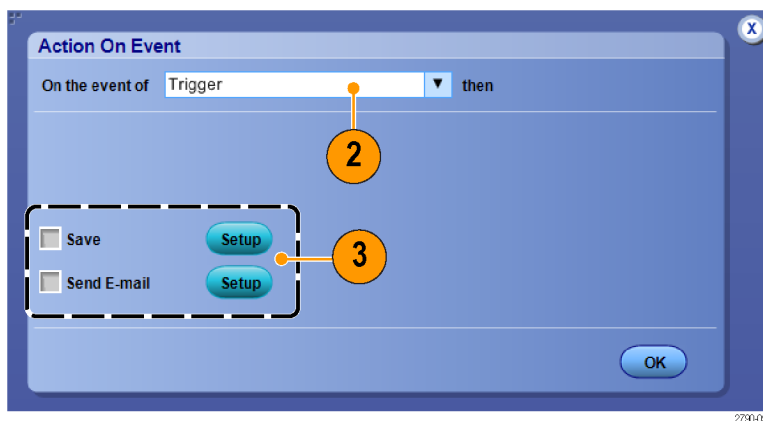 X
Action On Event
On the event of Trigger then
2
Save Setup
3
Send E-mail Setup
OK